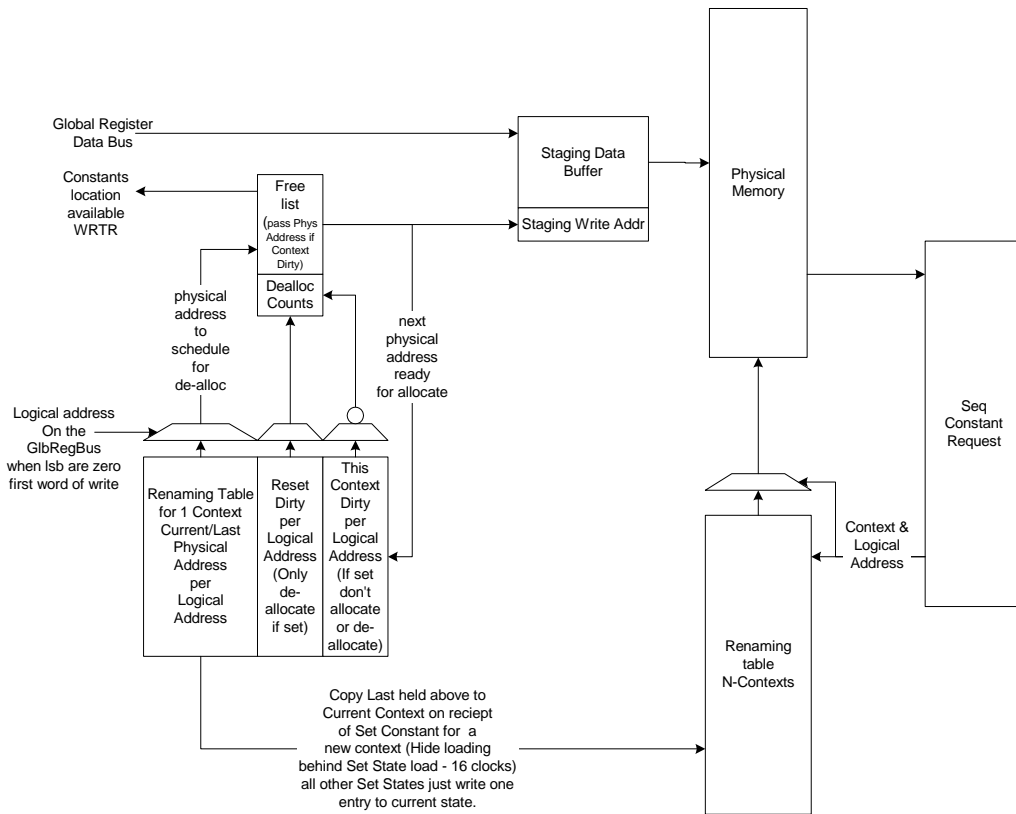 Global Register
Data Bus
Constants
location
available
WRTR
Free
list
(pass Phys
Address if
Context
Dirty)
Dealloc
Counts
Staging Data
Buffer
Staging Write Addr
Physical
Memory
physical
address
to
schedule
for
de-alloc
next
physical
address
ready
for allocate
Logical address
On the
GlbRegBus
when lsb are zero
first word of write
Renaming Table
for 1 Context
Current/Last
Physical
Address
per
Logical
Address
Reset
Dirty
per
Logical
Address
(Only
de-
allocate
if set)
This
Context
Dirty
per
Logical
Address
(If set
don't
allocate
or de-
allocate)
Seq
Constant
Request
Context &
Logical
Address
Renaming
table
N-Contexts
Copy Last held above to
Current Context on reciept
of Set Constant for a
new context (Hide loading
behind Set State load - 16 clocks)
all other Set States just write one
entry to current state.